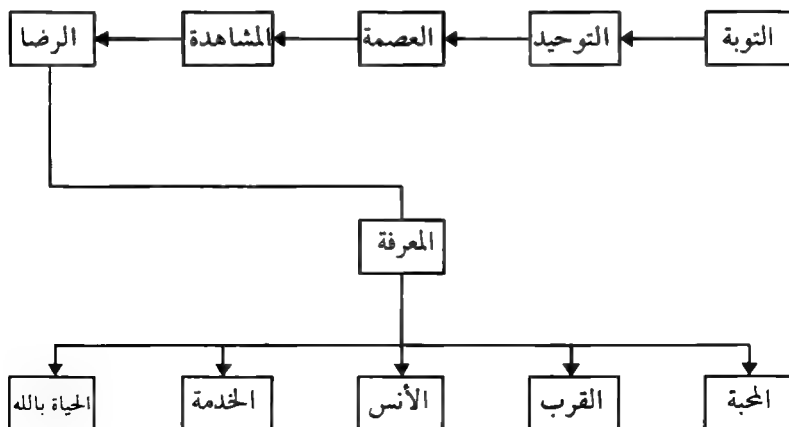 التوبة التوحيد العصمة المشاهدة الرضا
المعرفة
المحبة القرب الأنس الخدمة الحياة بالله